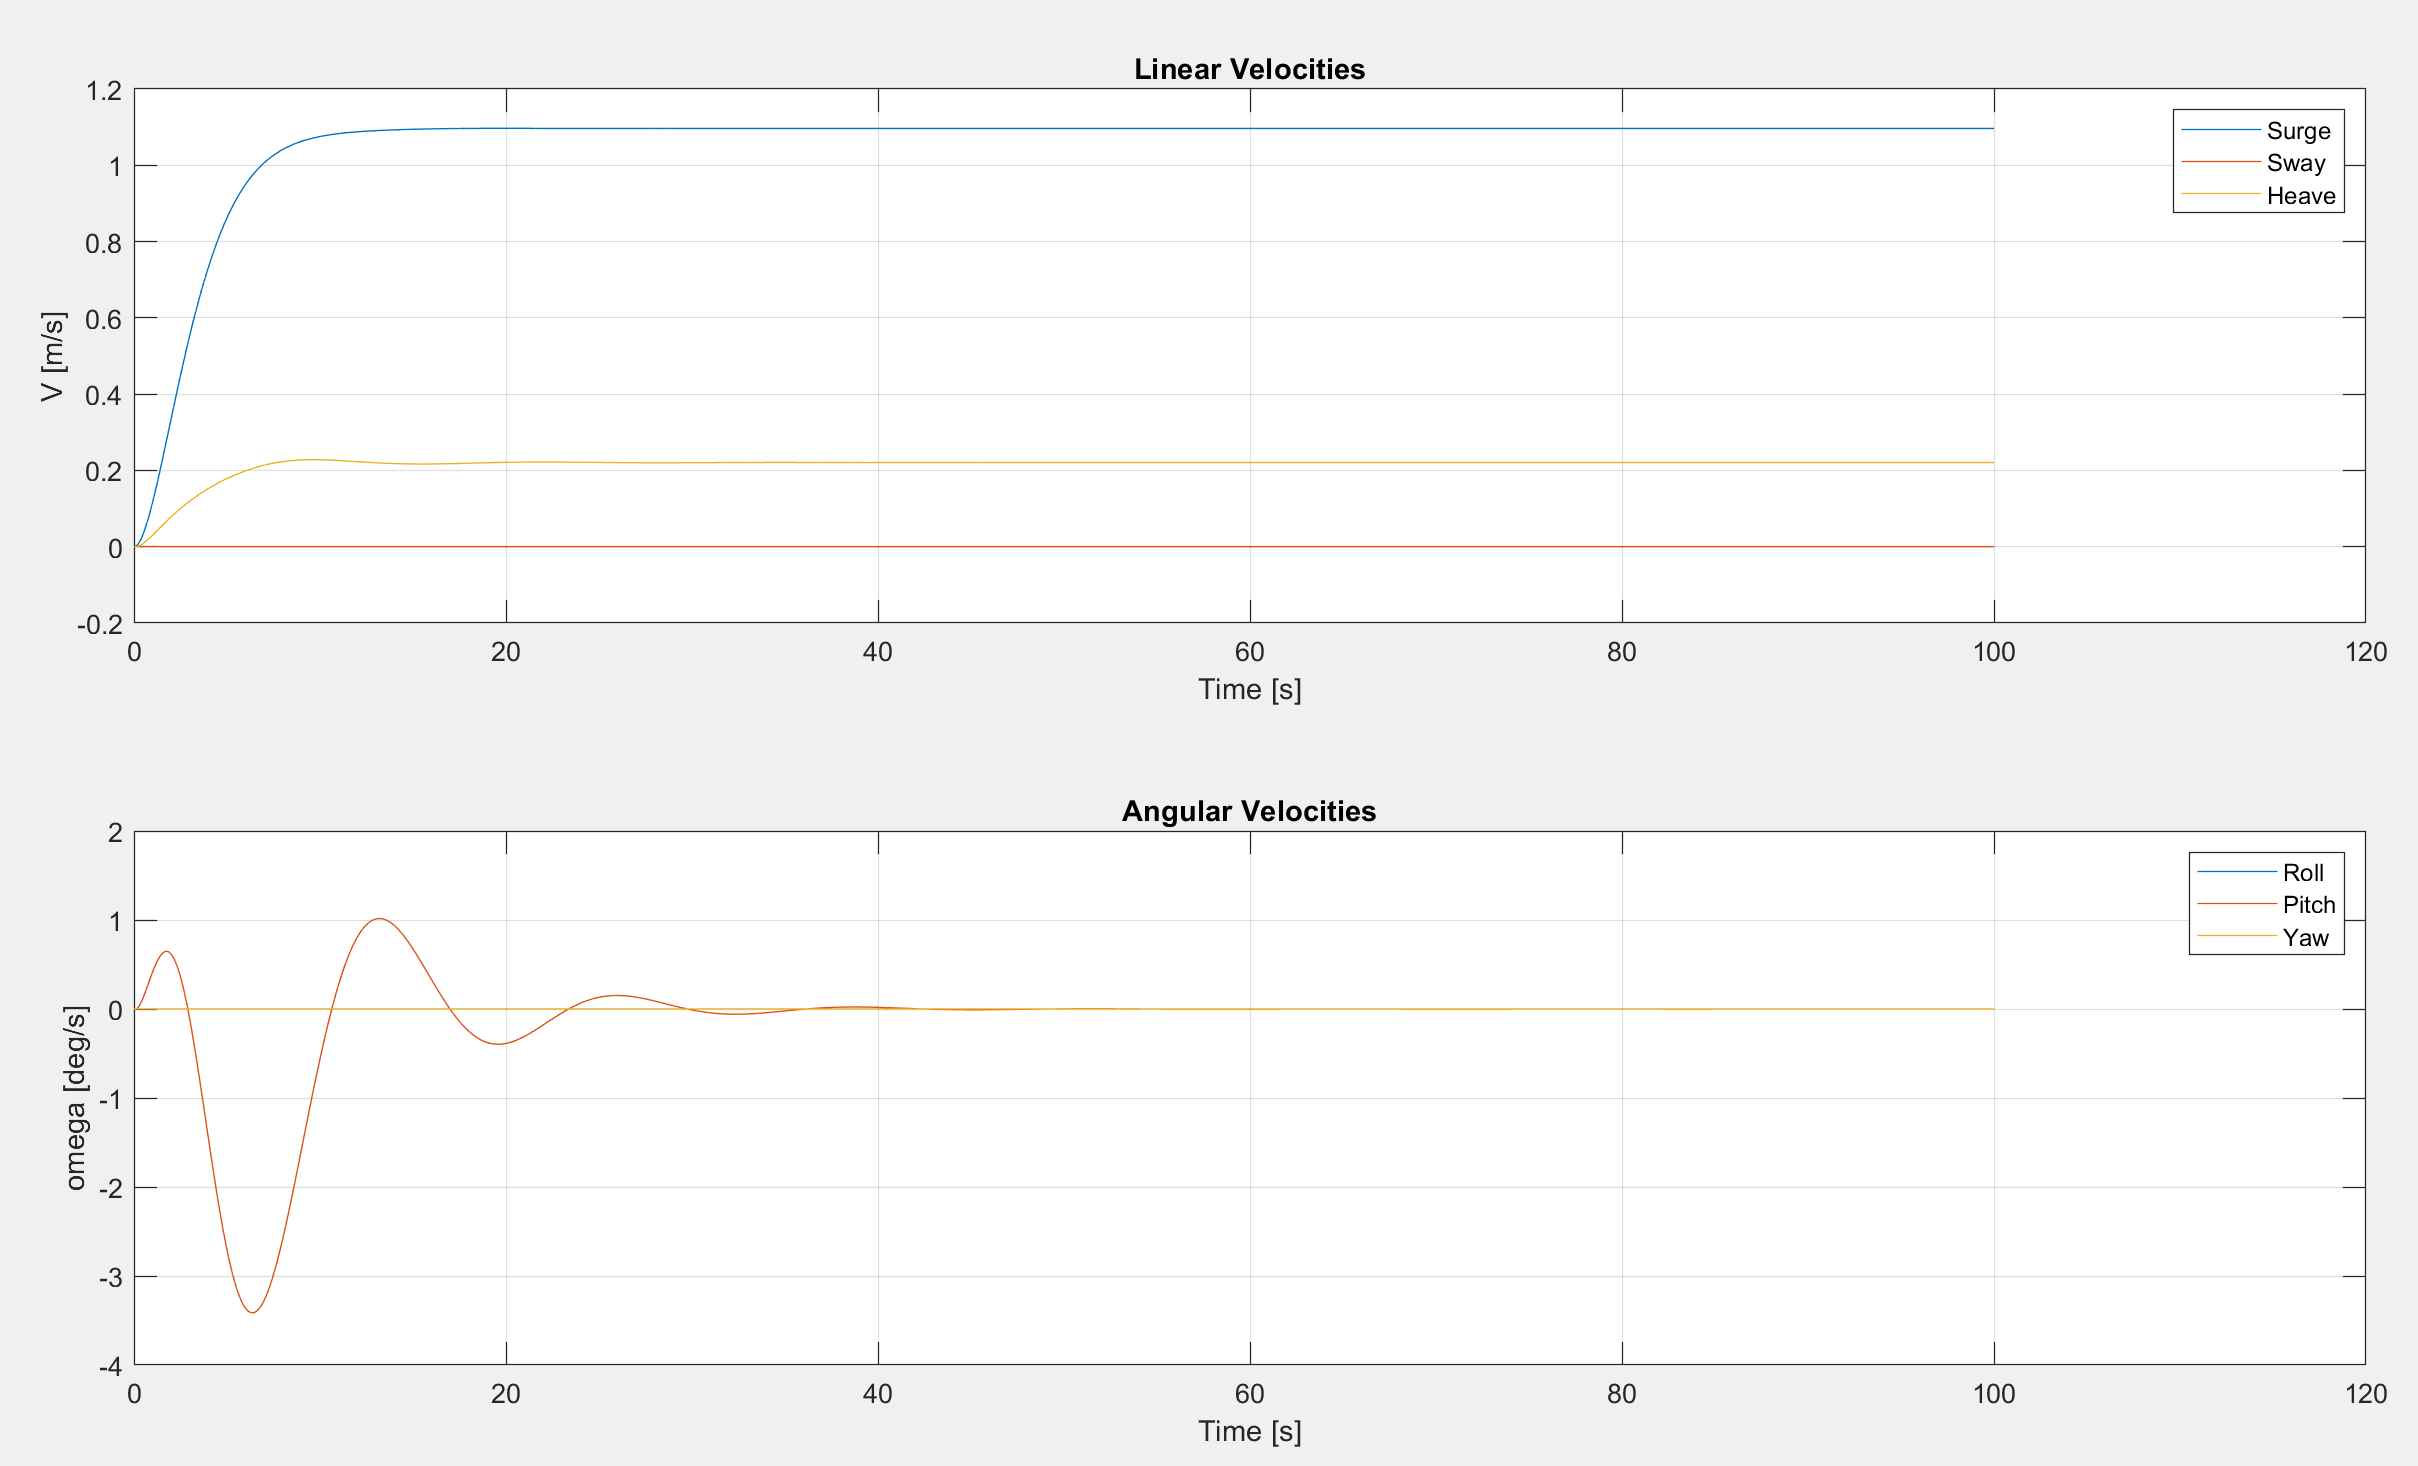 Linear Velocities
1.2
1
0.8
0.6
0.4
0.2
0
-0.2
V [m/s]
Surge
Sway
Heave
0 20 40 60 80 100 120
Time [s]
Angular Velocities
2
1
0
-1
-2
-3
-4
omega [deg/s]
Roll
Pitch
Yaw
0 20 40 60 80 100 120
Time [s]